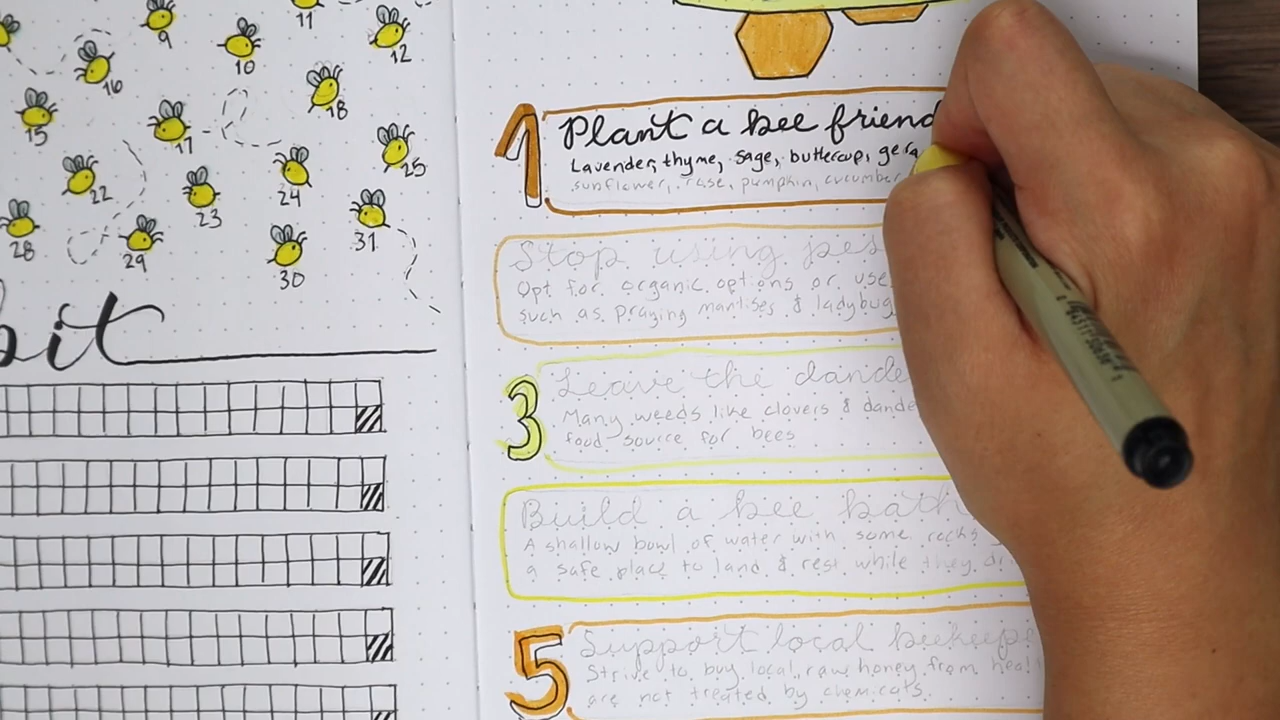 11
9
12
10
16
18
15
17
25
24
22
23
31
28
29
30
bit
1
Plant a bee friend
Lavender, thyme, sage, buttercup, gera
sunflower, rose, pumpkin, cucumber
Stop using pes
Opt for organic options or use
such as praying mantises & ladybug
3
Leave the dande
Many weeds like clovers & dande
food source for bees
Build a bee bath
A shallow bowl of water with some rocks
a safe place to land & rest while they
5
Support local beekeepe
Strive to buy local, raw honey from heal
are not treated by chemicals.